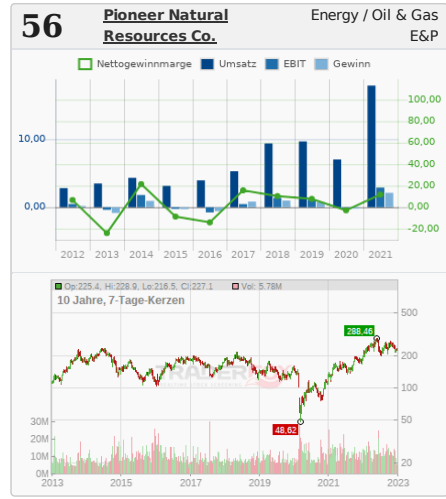 56
Pioneer Natural
Resources Co.
Energy / Oil & Gas
E&P
Nettogewinnmarge Umsatz EBIT Gewinn
100,00
80,00
60,00
10,00 40,00
20,00
0,00 0,00
-20,00
2012 2013 2014 2015 2016 2017 2018 2019 2020 2021
Op:225.4, Hi:228.9, Lo:216.5, Cl:227.1 Vol: 5.78M
10 Jahre, 7-Tage-Kerzen
500
288.46
200
100
50
48.62
30M
20M
20
10M
0M
2013 2015 2017 2019 2021 2023